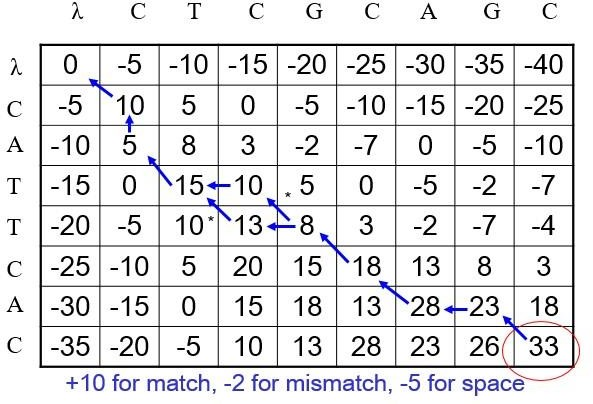 λ C T C G C A G C
λ 0 -5 -10 -15 -20 -25 -30 -35 -40
C -5 10 5 0 -5 -10 -15 -20 -25
A -10 5 8 3 -2 -7 0 -5 -10
T -15 0 15 10 * 5 0 -5 -2 -7
T -20 -5 10 * 13 8 3 -2 -7 -4
C -25 -10 5 20 15 18 13 8 3
A -30 -15 0 15 18 13 28 23 18
C -35 -20 -5 10 13 28 23 26 33
+10 for match, -2 for mismatch, -5 for space